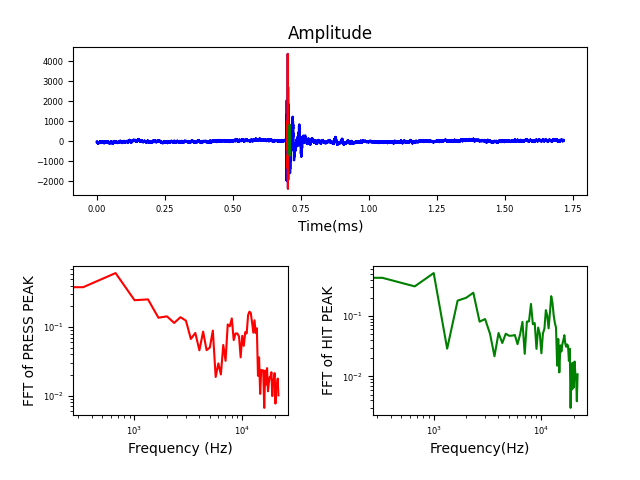 Amplitude
4000
3000
2000
1000
0
−1000
−2000
0.00 0.25 0.50 0.75 1.00 1.25 1.50 1.75
Time(ms)
FFT of PRESS PEAK
10⁻¹
10⁻²
10³ 10⁴
Frequency (Hz)
FFT of HIT PEAK
10⁻¹
10⁻²
10³ 10⁴
Frequency(Hz)